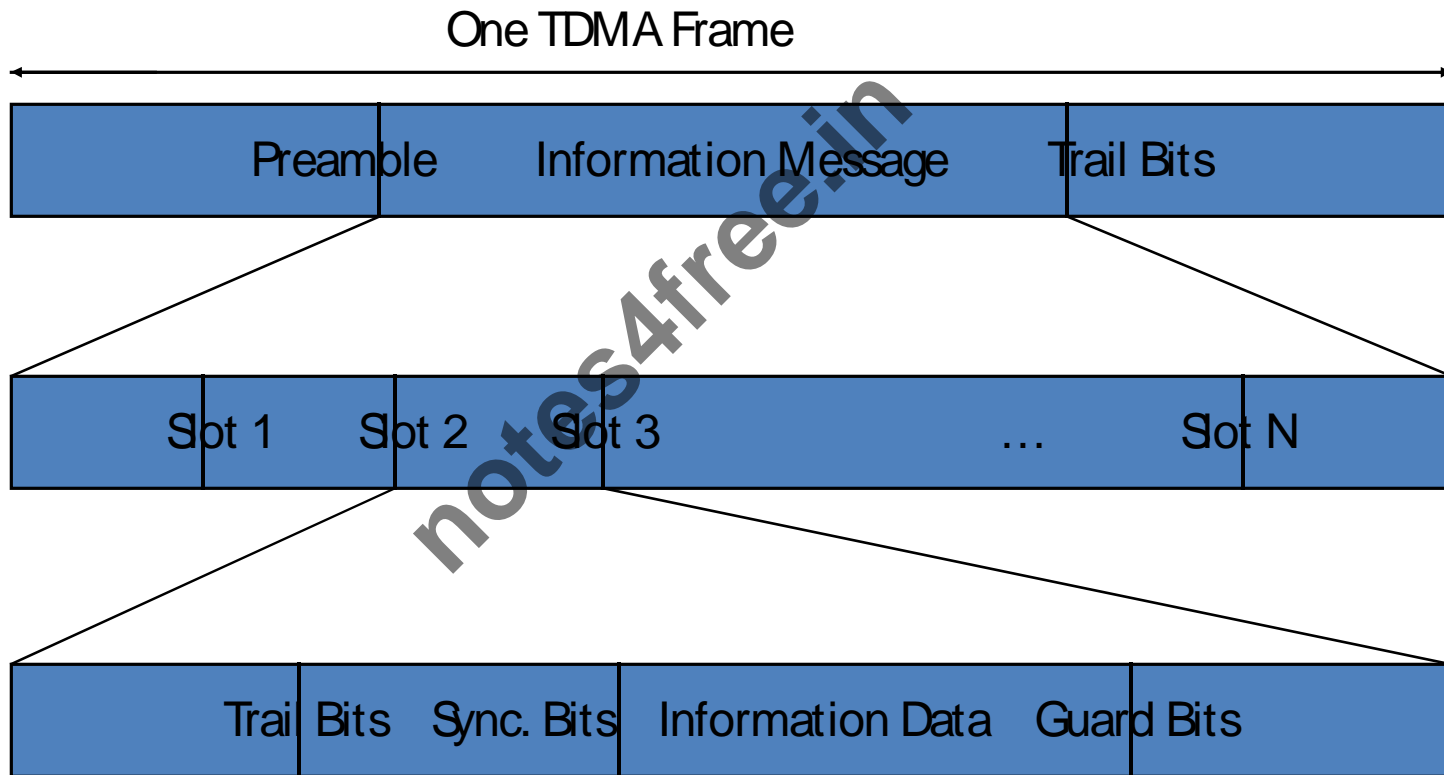 One TDMA Frame
Preamble Information Message Trail Bits
Slot 1 Slot 2 Slot 3 … Slot N
Trail Bits Sync. Bits Information Data Guard Bits
notes4free.in